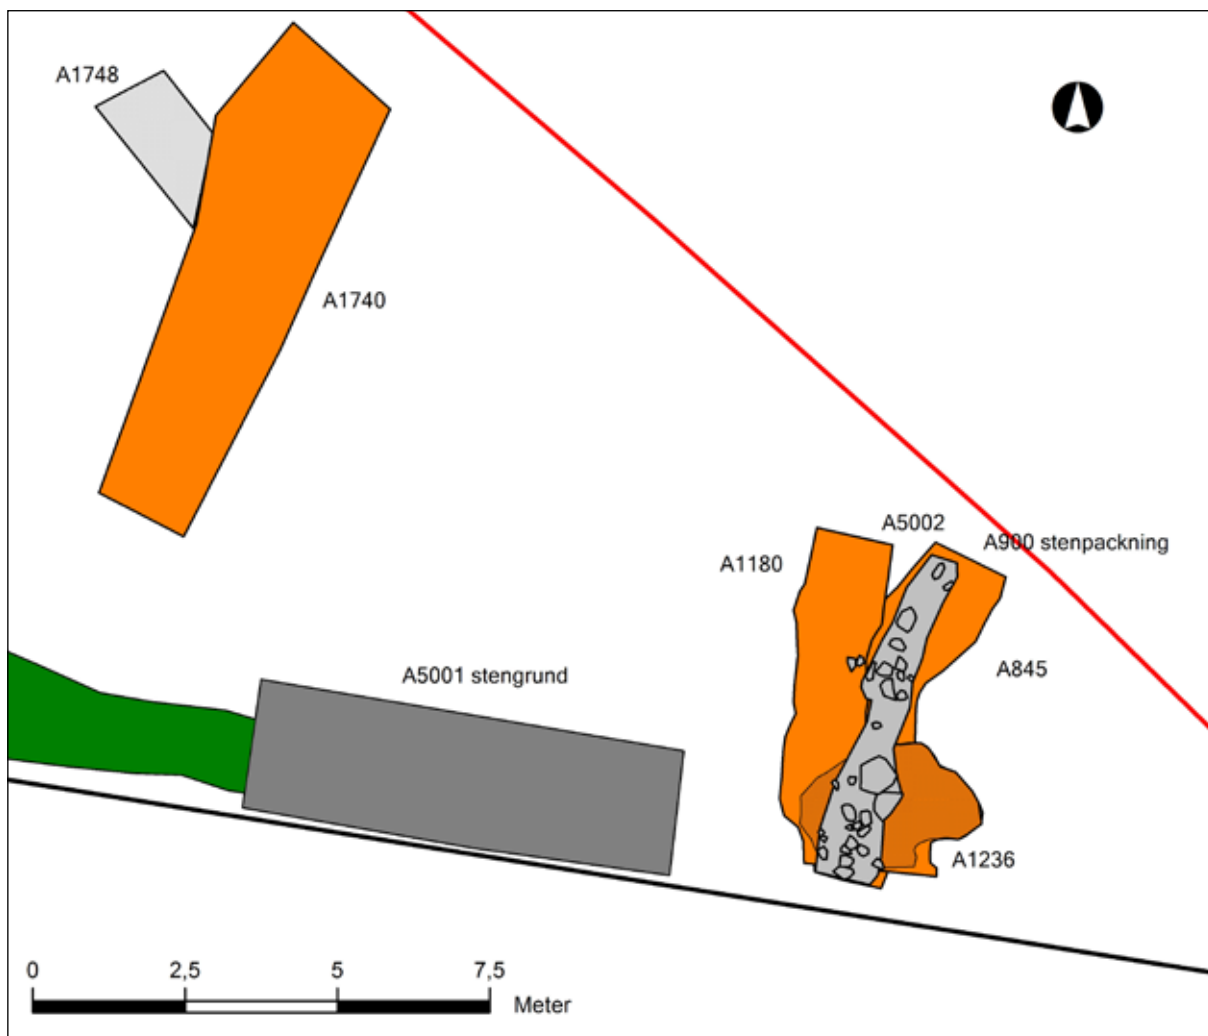 A1748
A1740
A5002
A900 stenpackning
A1180
A845
A5001 stengrund
A1236
0 2,5 5 7,5
Meter